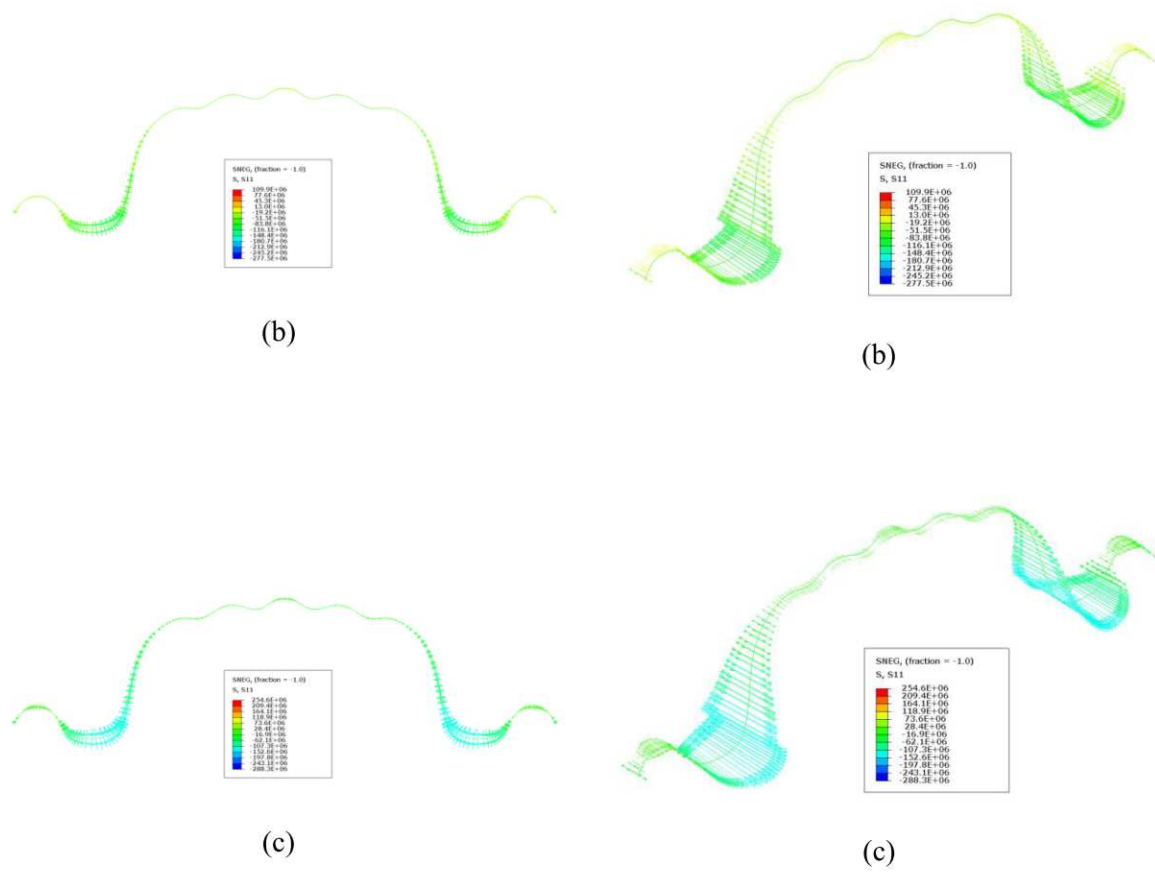 SNEG, (fraction = -1.0)
S, S11
109.9E+06
77.6E+06
45.3E+06
13.0E+06
-19.2E+06
-51.5E+06
-83.8E+06
-116.1E+06
-148.4E+06
-180.7E+06
-212.9E+06
-245.2E+06
-277.5E+06
(b)
SNEG, (fraction = -1.0)
S, S11
109.9E+06
77.6E+06
45.3E+06
13.0E+06
-19.2E+06
-51.5E+06
-83.8E+06
-116.1E+06
-148.4E+06
-180.7E+06
-212.9E+06
-245.2E+06
-277.5E+06
(b)
SNEG, (fraction = -1.0)
S, S11
254.6E+06
209.4E+06
164.1E+06
118.9E+06
73.6E+06
28.4E+06
-16.9E+06
-62.1E+06
-107.3E+06
-152.6E+06
-197.8E+06
-243.1E+06
-288.3E+06
(c)
SNEG, (fraction = -1.0)
S, S11
254.6E+06
209.4E+06
164.1E+06
118.9E+06
73.6E+06
28.4E+06
-16.9E+06
-62.1E+06
-107.3E+06
-152.6E+06
-197.8E+06
-243.1E+06
-288.3E+06
(c)